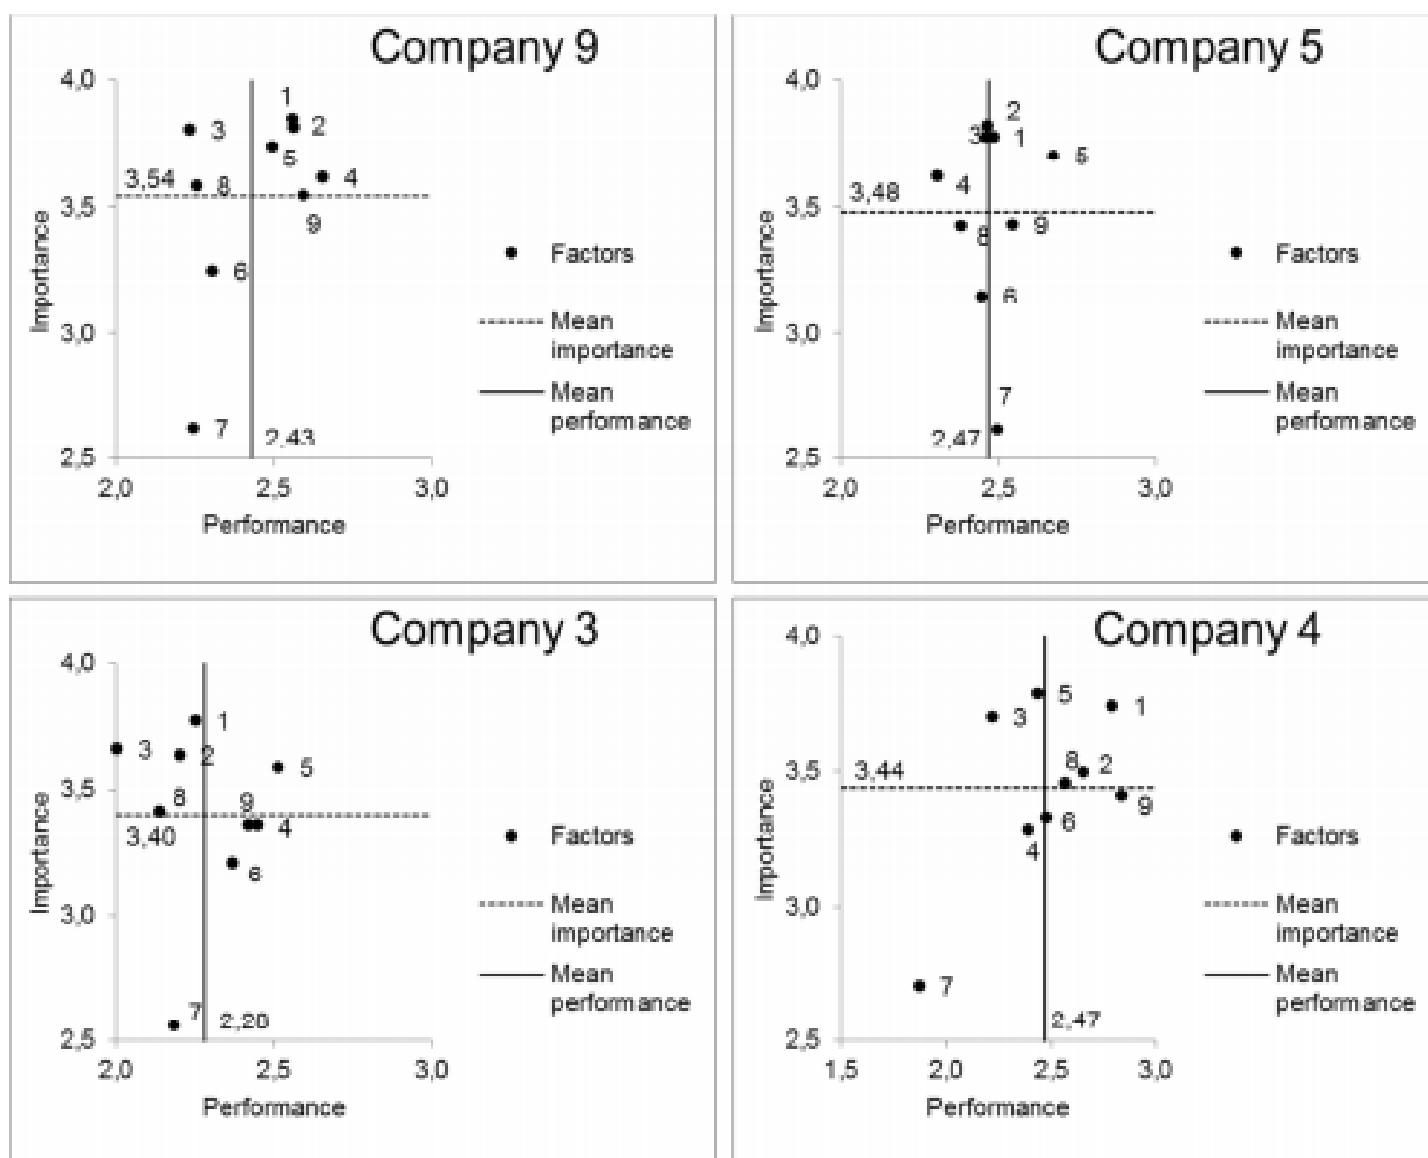 Company 9
4,0
1
3
2
5
3,54
8
4
3,5
9
Importance
Factors
6
3,0
Mean
importance
Mean
performance
7
2,43
2,5
2,0
2,5
3,0
Performance
Company 5
4,0
2
3
1
5
4
3,48
3,5
8
9
Importance
Factors
6
3,0
Mean
importance
7
Mean
performance
2,47
2,5
2,0
2,5
3,0
Performance
Company 3
4,0
1
3
2
5
3,5
8
9
4
3,40
Importance
Factors
6
3,0
Mean
importance
Mean
performance
7
2,5
2,0
2,5
3,0
Performance
Company 4
4,0
5
3
1
8
2
3,5
3,44
9
6
4
Importance
Factors
3,0
Mean
importance
7
Mean
performance
2,47
2,5
1,5
2,0
2,5
3,0
Performance